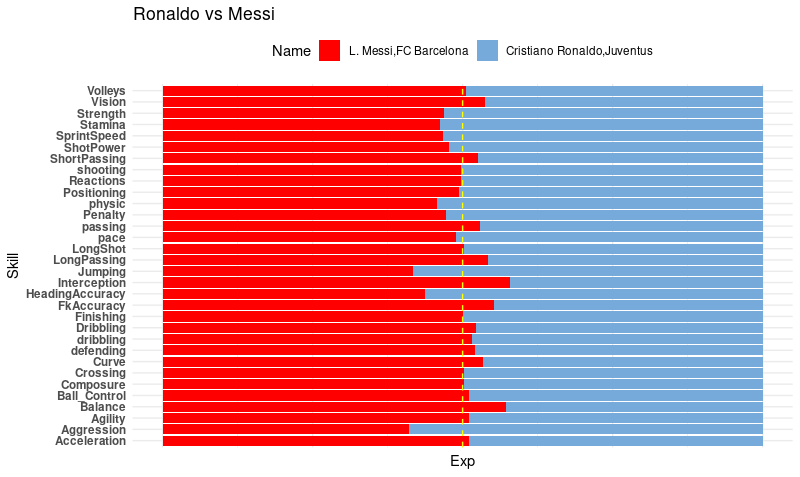 Ronaldo vs Messi
Name L. Messi,FC Barcelona Cristiano Ronaldo,Juventus
Volleys
Vision
Strength
Stamina
SprintSpeed
ShotPower
ShortPassing
shooting
Reactions
Positioning
physic
Penalty
passing
pace
LongShot
LongPassing
Jumping
Interception
HeadingAccuracy
FkAccuracy
Finishing
Dribbling
dribbling
defending
Curve
Crossing
Composure
Ball_Control
Balance
Agility
Aggression
Acceleration
Skill
Exp